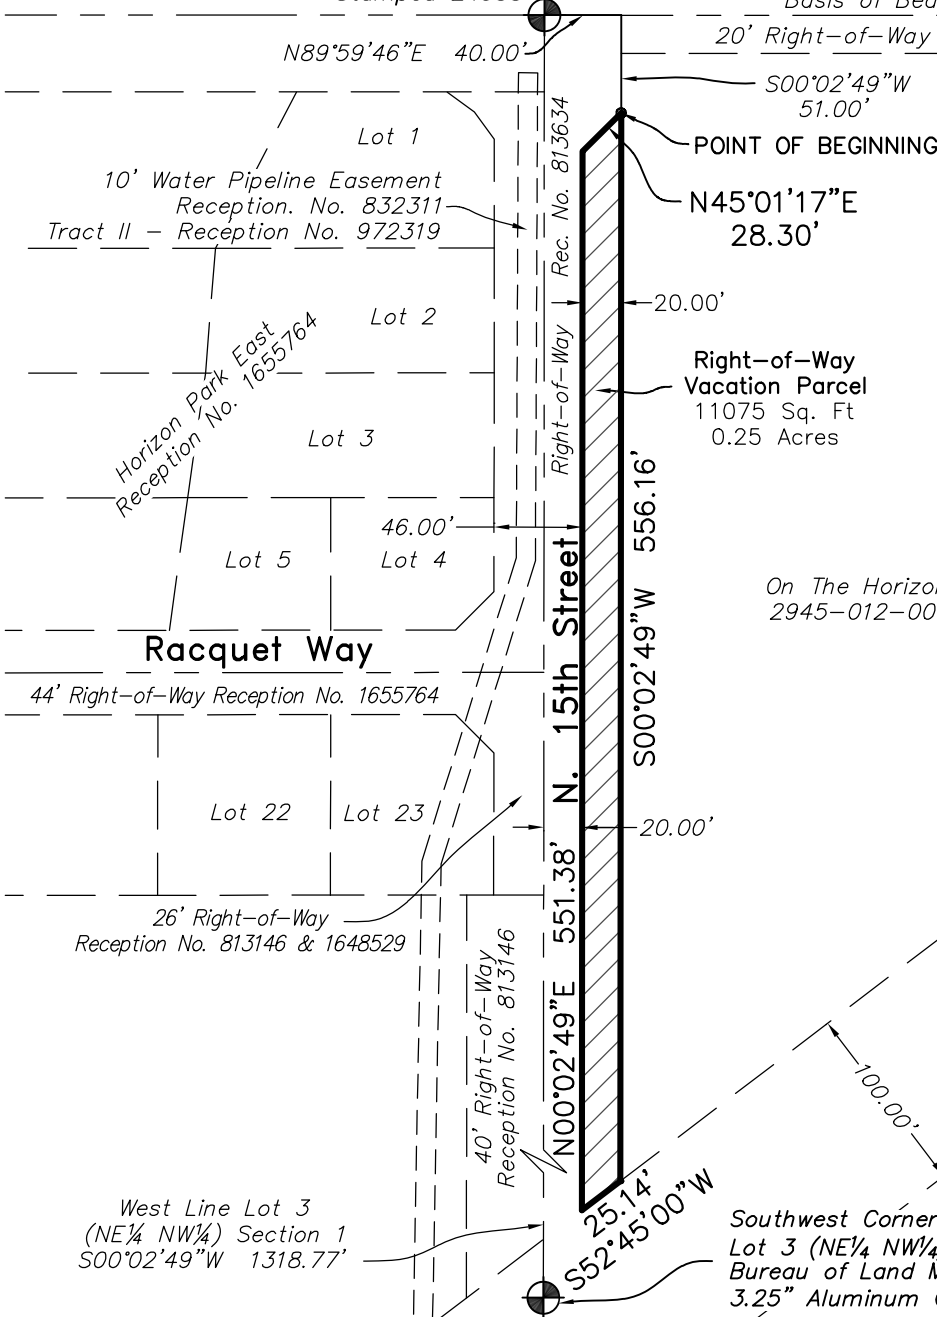 N89°59'46"E 40.00'
20' Right-of-Way
S00°02'49"W
51.00'
POINT OF BEGINNING
N45°01'17"E
28.30'
Lot 1
10' Water Pipeline Easement
Reception. No. 832311
Tract II - Reception No. 972319
Right-of-Way Rec. No. 813634
Lot 2
20.00'
Right-of-Way
Vacation Parcel
11075 Sq. Ft
0.25 Acres
Horizon Park East
Reception No. 1655764
Lot 3
46.00'
Lot 5
Lot 4
S00°02'49"W 556.16'
On The
2945-012-00
Racquet Way
N. 15th Street
44' Right-of-Way Reception No. 1655764
Lot 22
Lot 23
20.00'
26' Right-of-Way
Reception No. 813146 & 1648529
N00°02'49"E 551.38'
40' Right-of-Way
Reception No. 813146
100.00'
25.14'
S52°45'00"W
West Line Lot 3
(NE¼ NW¼) Section 1
S00°02'49"W 1318.77'
Southwest Corner
Lot 3 (NE¼ NW¼
Bureau of Land
3.25" Aluminum